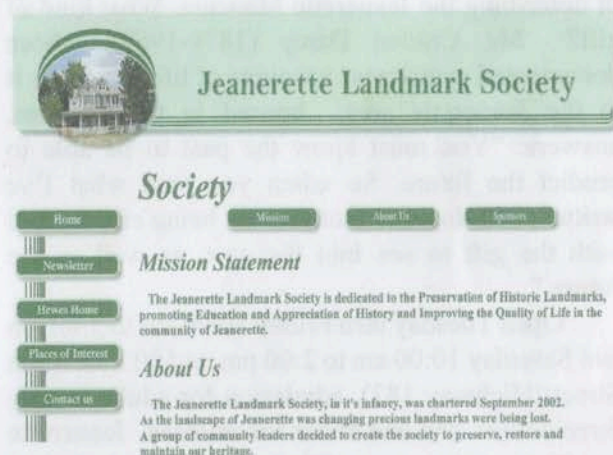 Jeanerette Landmark Society
Society
Home
Mission
About Us
Sponsors
Newsletter
Hewes Home
Places of Interest
Contact us
Mission Statement
The Jeanerette Landmark Society is dedicated to the Preservation of Historic Landmarks,
promoting Education and Appreciation of History and Improving the Quality of Life in the
community of Jeanerette.
About Us
The Jeanerette Landmark Society, in it's infancy, was chartered September 2002.
As the landscape of Jeanerette was changing precious landmarks were being lost.
A group of community leaders decided to create the society to preserve, restore and
maintain our heritage.